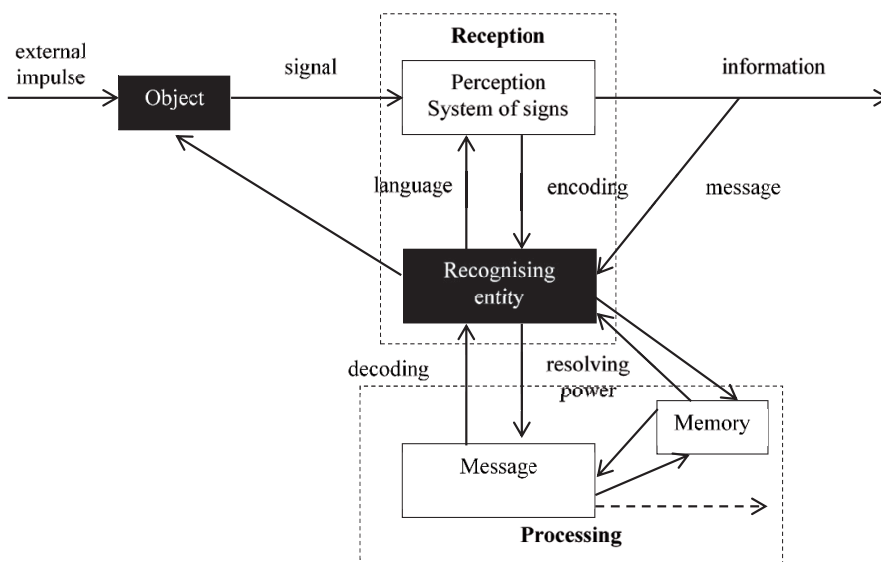 Reception
external
impulse
signal
information
Object
Perception
System of signs
language
encoding
message
Recognising
entity
decoding
resolving
power
Memory
Message
Processing